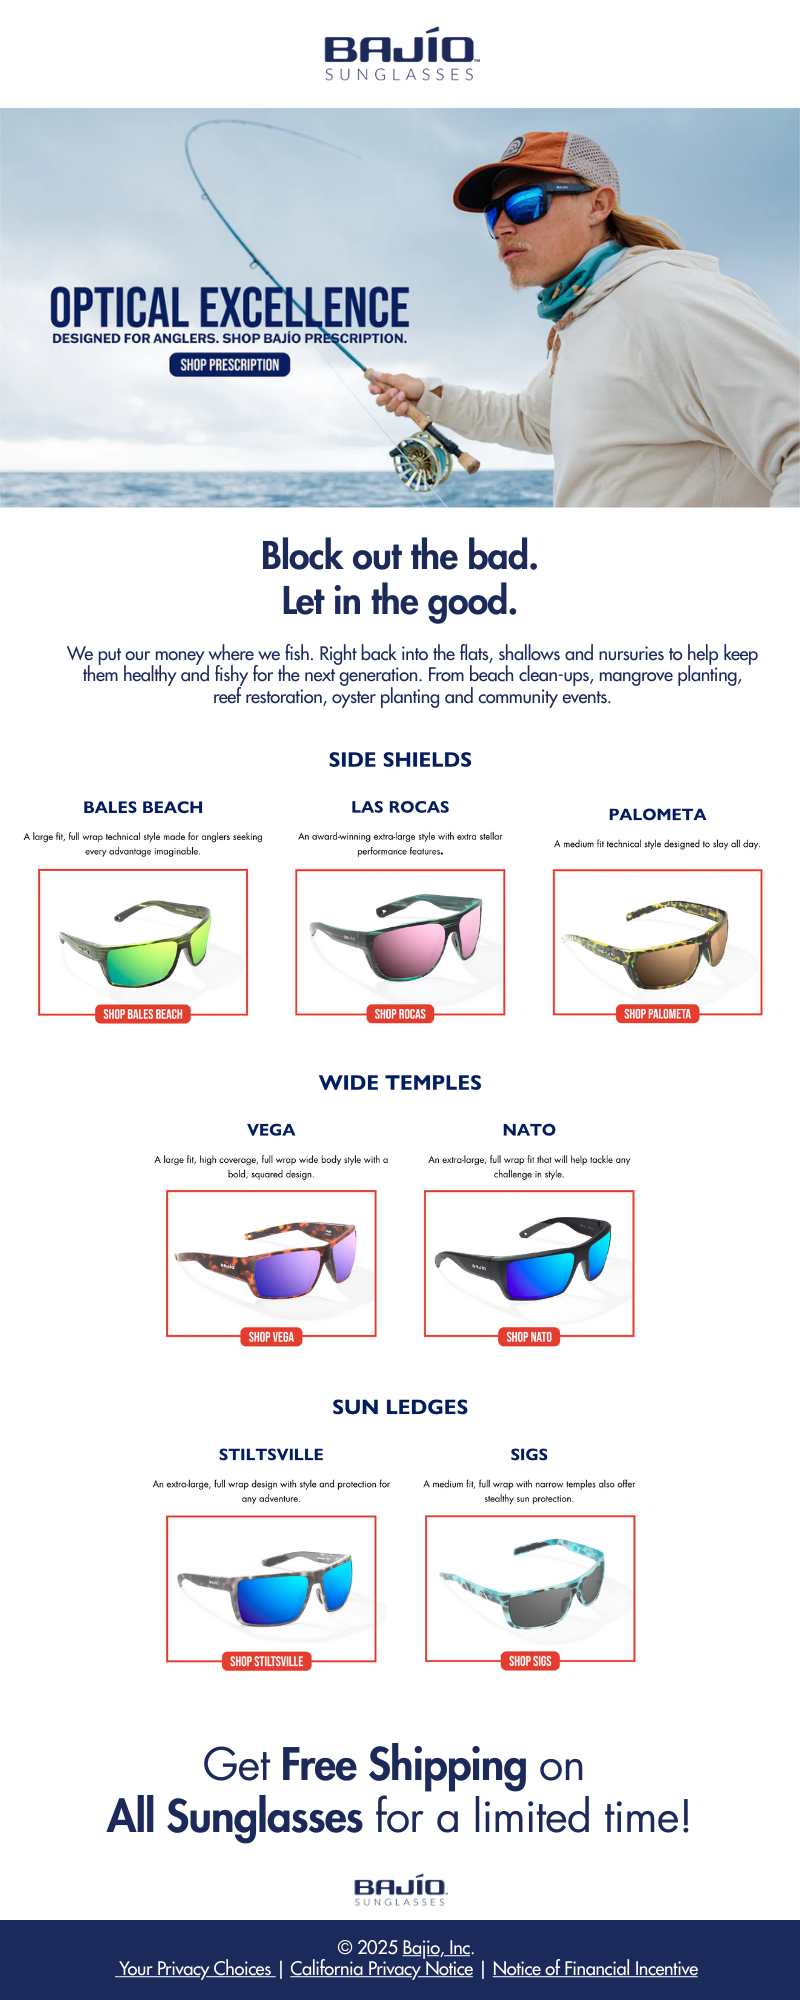 BAJÍO™
SUNGLASSES
OPTICAL EXCELLENCE
DESIGNED FOR ANGLERS. SHOP BAJÍO PRESCRIPTION.
SHOP PRESCRIPTION
Block out the bad.
Let in the good.
We put our money where we fish. Right back into the flats, shallows and nursuries to help keep
them healthy and fishy for the next generation. From beach clean-ups, mangrove planting,
reef restoration, oyster planting and community events.
SIDE SHIELDS
BALES BEACH
A large fit, full wrap technical style made for anglers seeking
every advantage imaginable.
SHOP BALES BEACH
LAS ROCAS
An award-winning extra-large style with extra stellar
performance features.
SHOP ROCAS
PALOMETA
A medium fit technical style designed to slay all day.
SHOP PALOMETA
WIDE TEMPLES
VEGA
A large fit, high coverage, full wrap wide body style with a
bold, squared design.
BAJÍO
SHOP VEGA
NATO
An extra-large, full wrap fit that will help tackle any
challenge in style.
BAJÍO
SHOP NATO
SUN LEDGES
STILTSVILLE
An extra-large, full wrap design with style and protection for
any adventure.
BAJÍO
SHOP STILTSVILLE
SIGS
A medium fit, full wrap with narrow temples also offer
stealthy sun protection.
SHOP SIGS
Get Free Shipping on
All Sunglasses for a limited time!
BAJÍO
SUNGLASSES
© 2025 Bajio, Inc.
Your Privacy Choices | California Privacy Notice | Notice of Financial Incentive